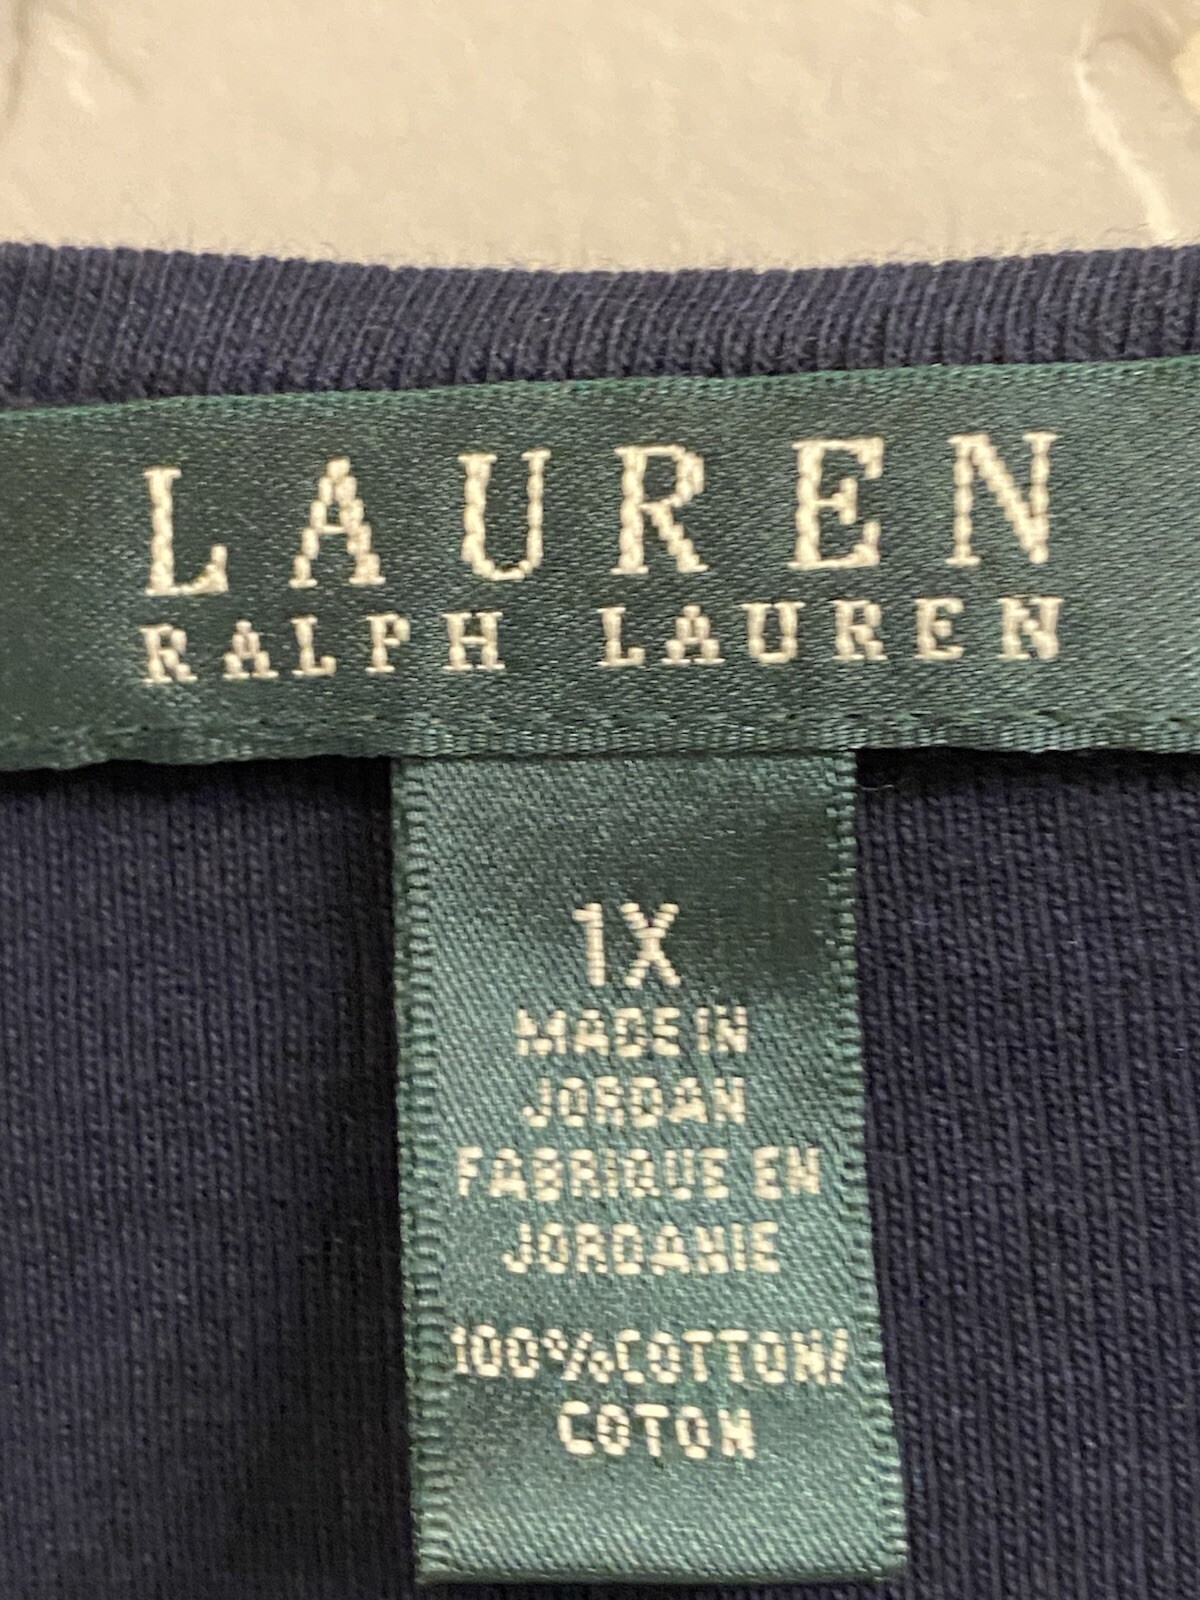 LAUREN
RALPH LAUREN
1X
MADE IN
JORDAN
FABRIQUE EN
JORDANIE
100%COTTON/
COTON